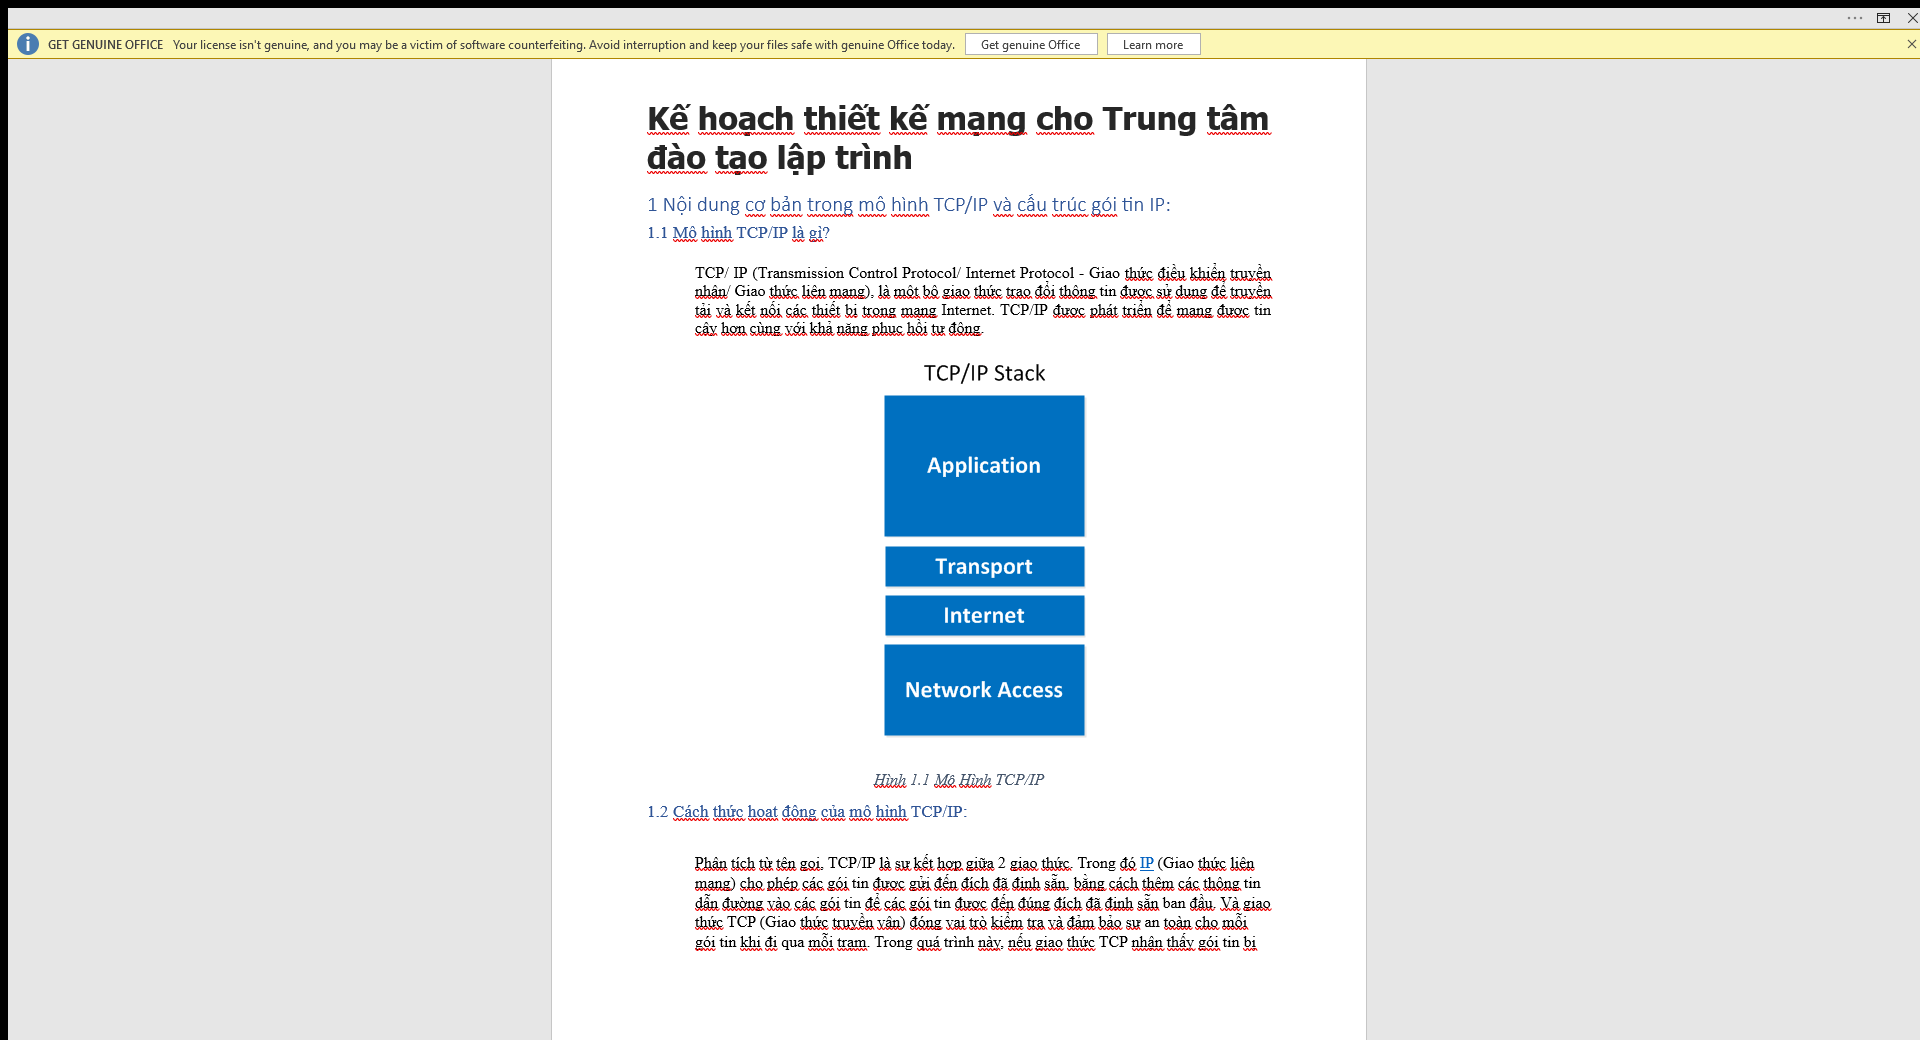 GET GENUINE OFFICE Your license isn't genuine, and you may be a victim of software counterfeiting. Avoid interruption and keep your files safe with genuine Office today. Get genuine Office Learn more
Kế hoạch thiết kế mạng cho Trung tâm
đào tạo lập trình
1 Nội dung cơ bản trong mô hình TCP/IP và cấu trúc gói tin IP:
1.1 Mô hình TCP/IP là gì?
TCP/ IP (Transmission Control Protocol/ Internet Protocol - Giao thức điều khiển truyền
nhận/ Giao thức liên mạng), là một bộ giao thức trao đổi thông tin được sử dụng để truyền
tải và kết nối các thiết bị trong mạng Internet. TCP/IP được phát triển để mạng được tin
cậy hơn cùng với khả năng phục hồi tự động.
TCP/IP Stack
Application
Transport
Internet
Network Access
Hình 1.1 Mô Hình TCP/IP
1.2 Cách thức hoạt động của mô hình TCP/IP:
Phân tích từ tên gọi, TCP/IP là sự kết hợp giữa 2 giao thức. Trong đó IP (Giao thức liên
mạng) cho phép các gói tin được gửi đến đích đã định sẵn, bằng cách thêm các thông tin
dẫn đường vào các gói tin để các gói tin được đến đúng đích đã định sẵn ban đầu. Và giao
thức TCP (Giao thức truyền vận) đóng vai trò kiểm tra và đảm bảo sự an toàn cho mỗi
gói tin khi đi qua mỗi trạm. Trong quá trình này, nếu giao thức TCP nhận thấy gói tin bị